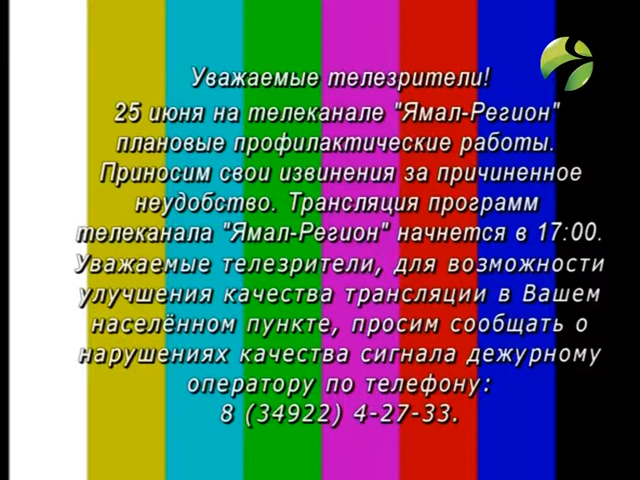 Уважаемые телезрители!
25 июня на телеканале "Ямал-Регион"
плановые профилактические работы.
Приносим свои извинения за причиненное
неудобство. Трансляция программ
телеканала "Ямал-Регион" начнется в 17:00.
Уважаемые телезрители, для возможности
улучшения качества трансляции в Вашем
населённом пункте, просим сообщать о
нарушениях качества сигнала дежурному
оператору по телефону:
8 (34922) 4-27-33.